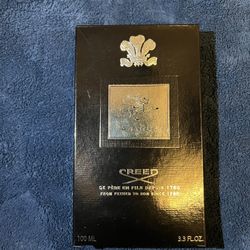 CREED
DE PÈRE EN FILS DEPUIS 1760
FROM FATHER TO SON SINCE 1760
100 ML
3.3 FL.OZ.